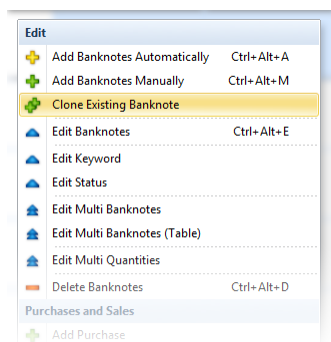 Edit
Add Banknotes Automatically Ctrl+Alt+A
Add Banknotes Manually Ctrl+Alt+M
Clone Existing Banknote
Edit Banknotes Ctrl+Alt+E
Edit Keyword
Edit Status
Edit Multi Banknotes
Edit Multi Banknotes (Table)
Edit Multi Quantities
Delete Banknotes Ctrl+Alt+D
Purchases and Sales
Add Purchase